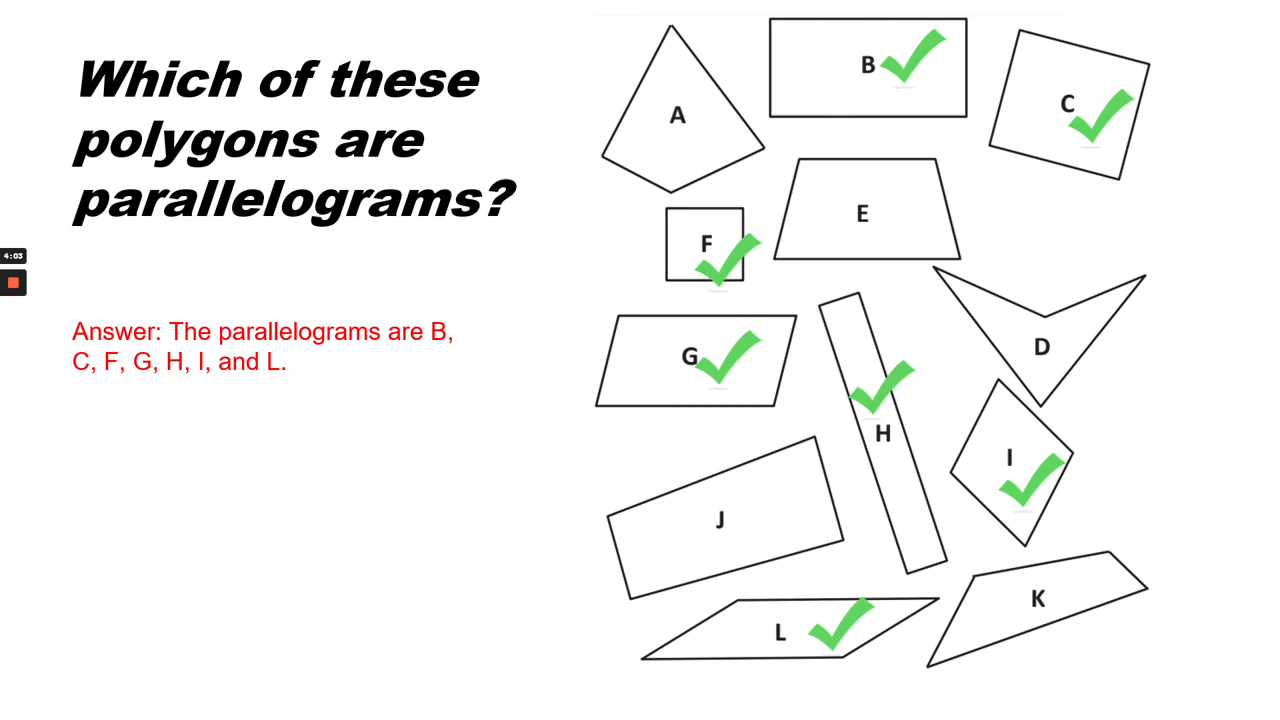 Which of these
polygons are
parallelograms?
4:03
Answer: The parallelograms are B,
C, F, G, H, I, and L.
A
B
C
F
E
G
H
D
I
J
L
K